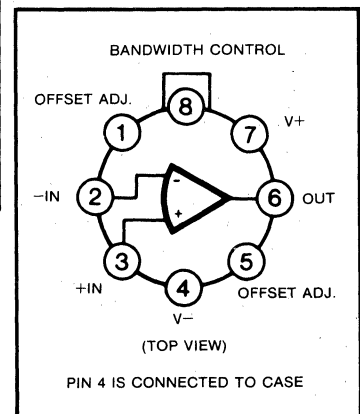 BANDWIDTH CONTROL
OFFSET ADJ.
8
1
7
V+
−IN
2
-
+
6
OUT
3
5
+IN
4
OFFSET ADJ.
V−
(TOP VIEW)
PIN 4 IS CONNECTED TO CASE